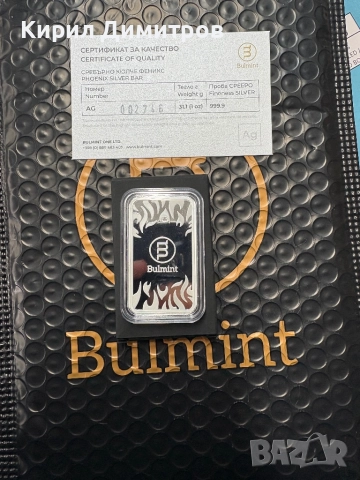 Кирил Димитров
СЕРТИФИКАТ ЗА КАЧЕСТВО
CERTIFICATE OF QUALITY
Bulmint
СРЕБЪРНО КЮЛЧЕ ФЕНИКС
PHOENIX SILVER BAR
Номер
Number
Тегло г
Weight g
Проба СРЕБРО
Fineness SILVER
AG
002746
31,1 (1 oz)
999.9
BULMINT ONE LTD.
Ag
Bulmint
Bulmint
BAZAR